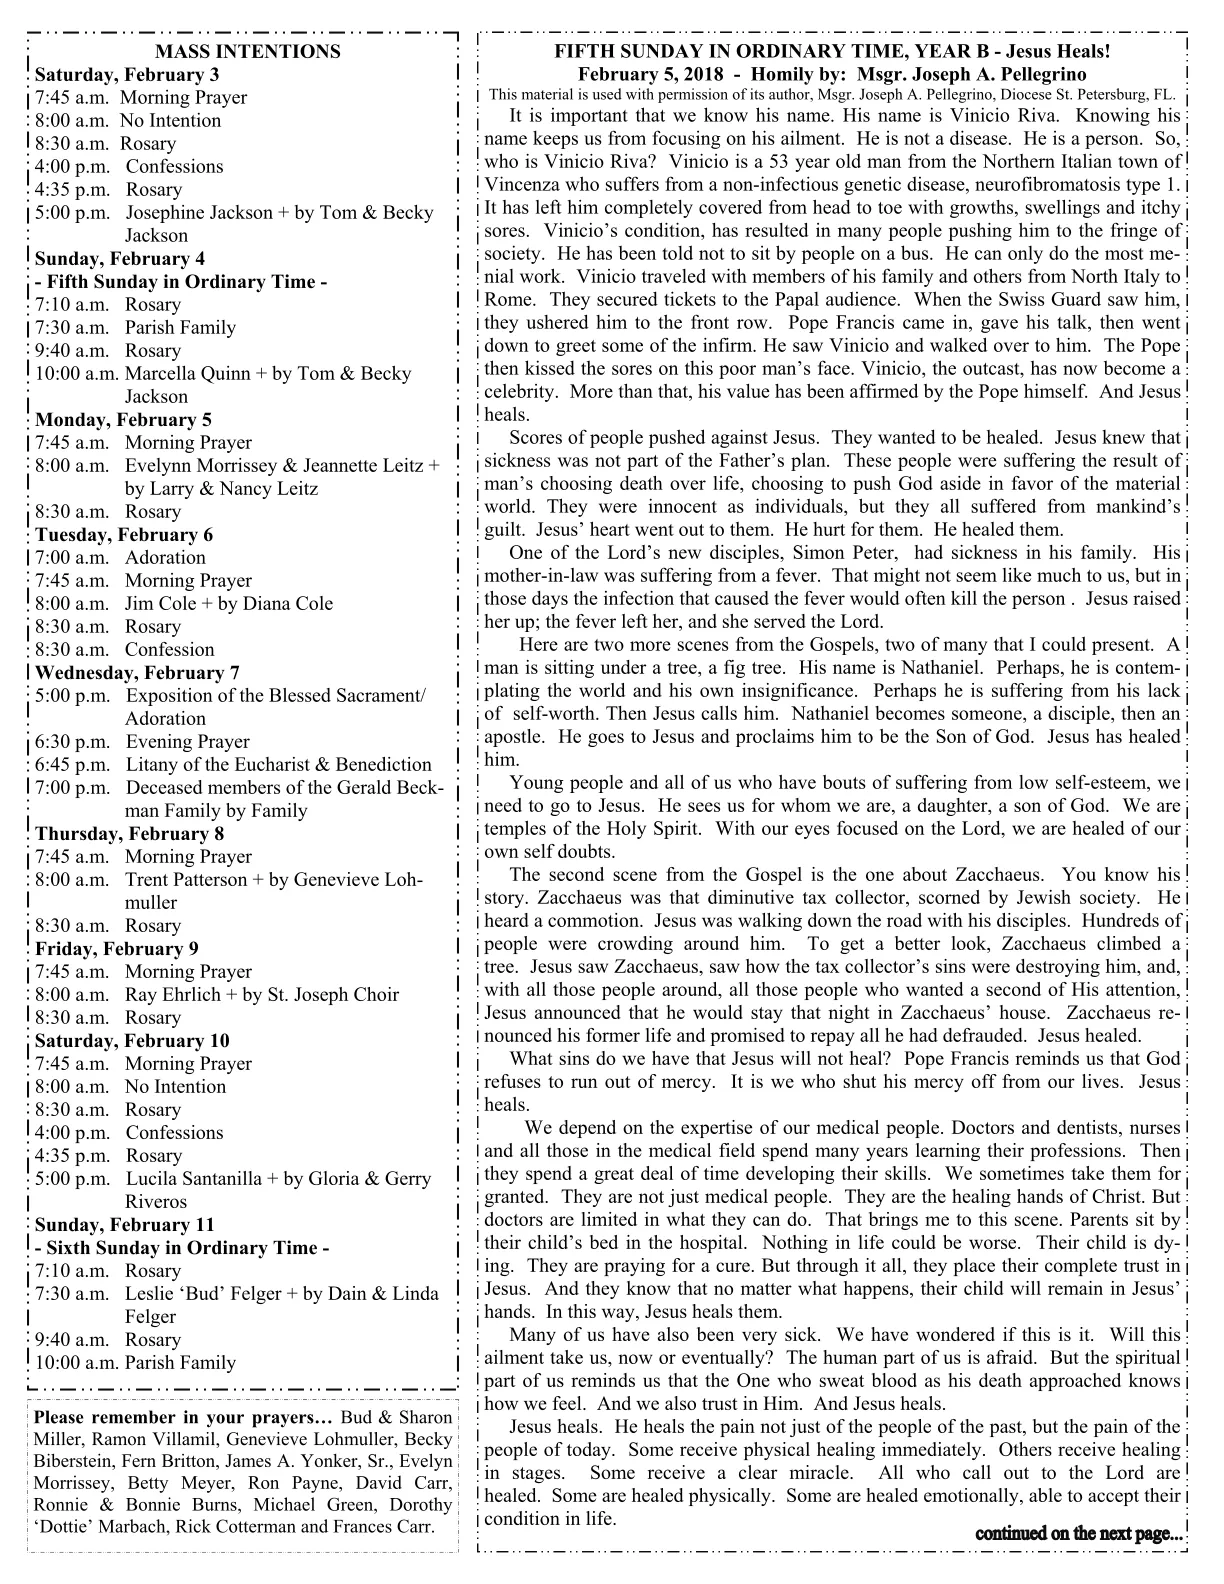 MASS INTENTIONS
Saturday, February 3
7:45 a.m. Morning Prayer
8:00 a.m. No Intention
8:30 a.m. Rosary
4:00 p.m. Confessions
4:35 p.m. Rosary
5:00 p.m. Josephine Jackson + by Tom & Becky
Jackson
Sunday, February 4
- Fifth Sunday in Ordinary Time -
7:10 a.m. Rosary
7:30 a.m. Parish Family
9:40 a.m. Rosary
10:00 a.m. Marcella Quinn + by Tom & Becky
Jackson
Monday, February 5
7:45 a.m. Morning Prayer
8:00 a.m. Evelynn Morrissey & Jeannette Leitz +
by Larry & Nancy Leitz
8:30 a.m. Rosary
Tuesday, February 6
7:00 a.m. Adoration
7:45 a.m. Morning Prayer
8:00 a.m. Jim Cole + by Diana Cole
8:30 a.m. Rosary
8:30 a.m. Confession
Wednesday, February 7
5:00 p.m. Exposition of the Blessed Sacrament/
Adoration
6:30 p.m. Evening Prayer
6:45 p.m. Litany of the Eucharist & Benediction
7:00 p.m. Deceased members of the Gerald Beck-
man Family by Family
Thursday, February 8
7:45 a.m. Morning Prayer
8:00 a.m. Trent Patterson + by Genevieve Loh-
muller
8:30 a.m. Rosary
Friday, February 9
7:45 a.m. Morning Prayer
8:00 a.m. Ray Ehrlich + by St. Joseph Choir
8:30 a.m. Rosary
Saturday, February 10
7:45 a.m. Morning Prayer
8:00 a.m. No Intention
8:30 a.m. Rosary
4:00 p.m. Confessions
4:35 p.m. Rosary
5:00 p.m. Lucila Santanilla + by Gloria & Gerry
Riveros
Sunday, February 11
- Sixth Sunday in Ordinary Time -
7:10 a.m. Rosary
7:30 a.m. Leslie ‘Bud’ Felger + by Dain & Linda
Felger
9:40 a.m. Rosary
10:00 a.m. Parish Family
Please remember in your prayers… Bud & Sharon
Miller, Ramon Villamil, Genevieve Lohmuller, Becky
Biberstein, Fern Britton, James A. Yonker, Sr., Evelyn
Morrissey, Betty Meyer, Ron Payne, David Carr,
Ronnie & Bonnie Burns, Michael Green, Dorothy
‘Dottie’ Marbach, Rick Cotterman and Frances Carr.
FIFTH SUNDAY IN ORDINARY TIME, YEAR B - Jesus Heals!
February 5, 2018 - Homily by: Msgr. Joseph A. Pellegrino
This material is used with permission of its author, Msgr. Joseph A. Pellegrino, Diocese St. Petersburg, FL.
It is important that we know his name. His name is Vinicio Riva. Knowing his
name keeps us from focusing on his ailment. He is not a disease. He is a person. So,
who is Vinicio Riva? Vinicio is a 53 year old man from the Northern Italian town of
Vincenza who suffers from a non-infectious genetic disease, neurofibromatosis type 1.
It has left him completely covered from head to toe with growths, swellings and itchy
sores. Vinicio’s condition, has resulted in many people pushing him to the fringe of
society. He has been told not to sit by people on a bus. He can only do the most me-
nial work. Vinicio traveled with members of his family and others from North Italy to
Rome. They secured tickets to the Papal audience. When the Swiss Guard saw him,
they ushered him to the front row. Pope Francis came in, gave his talk, then went
down to greet some of the infirm. He saw Vinicio and walked over to him. The Pope
then kissed the sores on this poor man’s face. Vinicio, the outcast, has now become a
celebrity. More than that, his value has been affirmed by the Pope himself. And Jesus
heals.
Scores of people pushed against Jesus. They wanted to be healed. Jesus knew that
sickness was not part of the Father’s plan. These people were suffering the result of
man’s choosing death over life, choosing to push God aside in favor of the material
world. They were innocent as individuals, but they all suffered from mankind’s
guilt. Jesus’ heart went out to them. He hurt for them. He healed them.
One of the Lord’s new disciples, Simon Peter, had sickness in his family. His
mother-in-law was suffering from a fever. That might not seem like much to us, but in
those days the infection that caused the fever would often kill the person . Jesus raised
her up; the fever left her, and she served the Lord.
Here are two more scenes from the Gospels, two of many that I could present. A
man is sitting under a tree, a fig tree. His name is Nathaniel. Perhaps, he is contem-
plating the world and his own insignificance. Perhaps he is suffering from his lack
of self-worth. Then Jesus calls him. Nathaniel becomes someone, a disciple, then an
apostle. He goes to Jesus and proclaims him to be the Son of God. Jesus has healed
him.
Young people and all of us who have bouts of suffering from low self-esteem, we
need to go to Jesus. He sees us for whom we are, a daughter, a son of God. We are
temples of the Holy Spirit. With our eyes focused on the Lord, we are healed of our
own self doubts.
The second scene from the Gospel is the one about Zacchaeus. You know his
story. Zacchaeus was that diminutive tax collector, scorned by Jewish society. He
heard a commotion. Jesus was walking down the road with his disciples. Hundreds of
people were crowding around him. To get a better look, Zacchaeus climbed a
tree. Jesus saw Zacchaeus, saw how the tax collector’s sins were destroying him, and,
with all those people around, all those people who wanted a second of His attention,
Jesus announced that he would stay that night in Zacchaeus’ house. Zacchaeus re-
nounced his former life and promised to repay all he had defrauded. Jesus healed.
What sins do we have that Jesus will not heal? Pope Francis reminds us that God
refuses to run out of mercy. It is we who shut his mercy off from our lives. Jesus
heals.
We depend on the expertise of our medical people. Doctors and dentists, nurses
and all those in the medical field spend many years learning their professions. Then
they spend a great deal of time developing their skills. We sometimes take them for
granted. They are not just medical people. They are the healing hands of Christ. But
doctors are limited in what they can do. That brings me to this scene. Parents sit by
their child’s bed in the hospital. Nothing in life could be worse. Their child is dy-
ing. They are praying for a cure. But through it all, they place their complete trust in
Jesus. And they know that no matter what happens, their child will remain in Jesus’
hands. In this way, Jesus heals them.
Many of us have also been very sick. We have wondered if this is it. Will this
ailment take us, now or eventually? The human part of us is afraid. But the spiritual
part of us reminds us that the One who sweat blood as his death approached knows
how we feel. And we also trust in Him. And Jesus heals.
Jesus heals. He heals the pain not just of the people of the past, but the pain of the
people of today. Some receive physical healing immediately. Others receive healing
in stages. Some receive a clear miracle. All who call out to the Lord are
healed. Some are healed physically. Some are healed emotionally, able to accept their
condition in life.
continued on the next page...